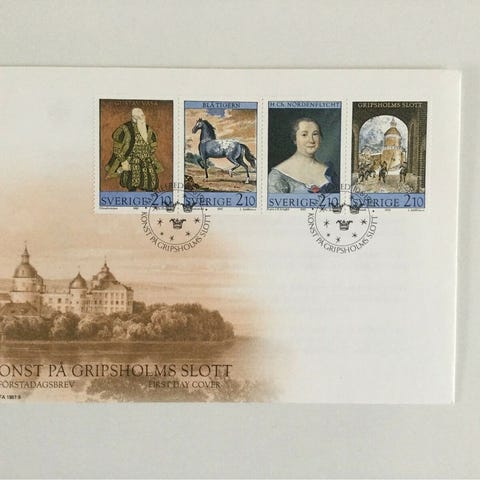 GUSTAV VASA
BLÅ TIGERN
H.CH. NORDENFLYCHT
GRIPSHOLMS SLOTT
SVERIGE 2.10
SVERIGE 2.10
SVERIGE 2.10
SVERIGE 2.10
KONST PÅ GRIPSHOLMS SLOTT
KONST PÅ GRIPSHOLMS SLOTT
ONST PÅ GRIPSHOLMS SLOTT
FÖRSTADAGSBREV FIRST DAY COVER